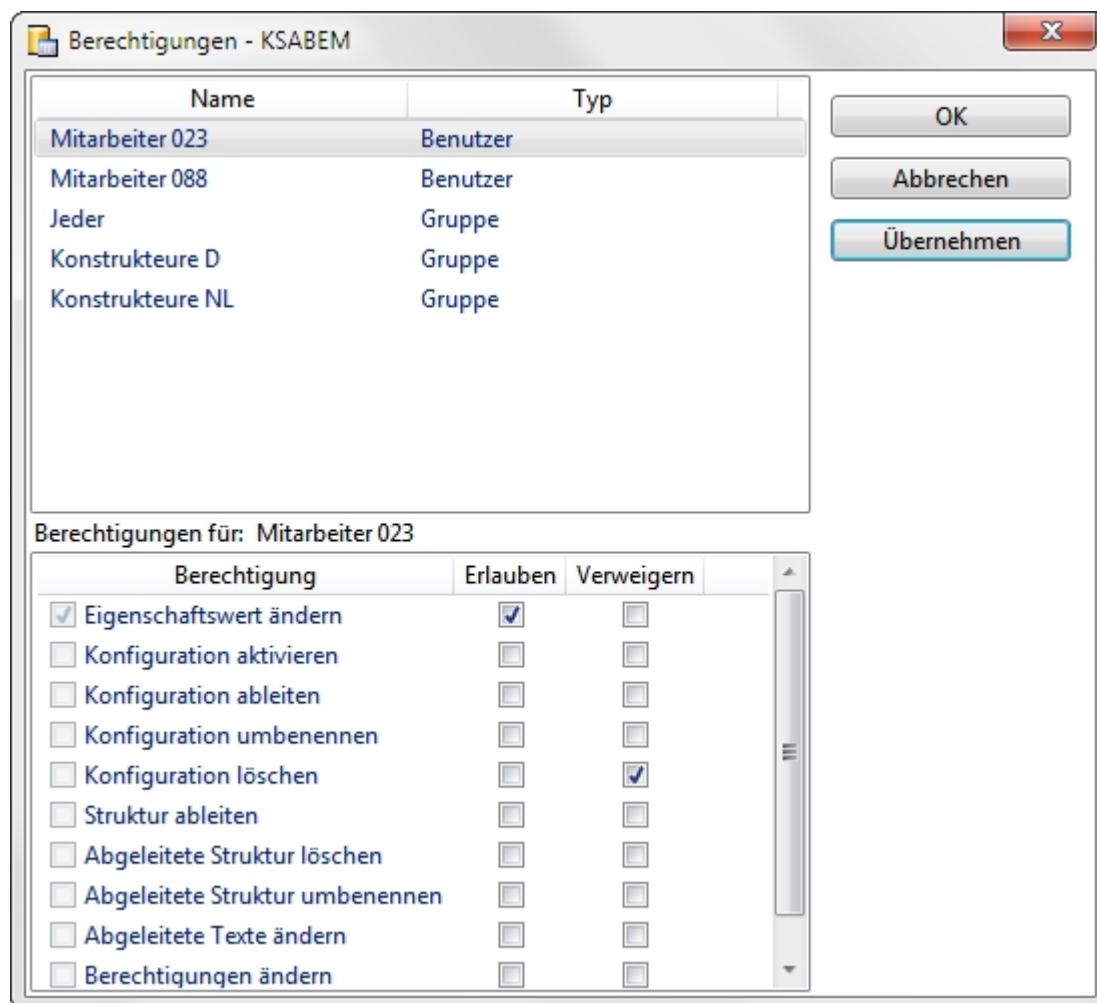 Berechtigungen - KSABEM
Name Typ
OK
Mitarbeiter 023 Benutzer
Mitarbeiter 088 Benutzer
Abbrechen
Jeder Gruppe
Übernehmen
Konstrukteure D Gruppe
Konstrukteure NL Gruppe
Berechtigungen für: Mitarbeiter 023
Berechtigung Erlauben Verweigern
Eigenschaftswert ändern
Konfiguration aktivieren
Konfiguration ableiten
Konfiguration umbenennen
Konfiguration löschen
Struktur ableiten
Abgeleitete Struktur löschen
Abgeleitete Struktur umbenennen
Abgeleitete Texte ändern
Berechtigungen ändern